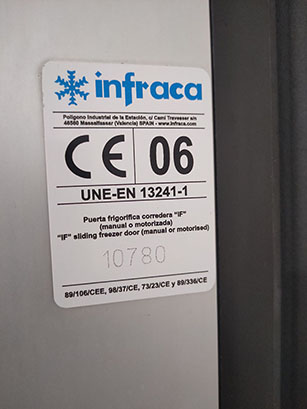 infraca
Polígono Industrial de la Estación, c/ Camí Travesser s/n
46560 Massalfassar (Valencia) SPAIN - www.infraca.com
CE 06
UNE-EN 13241-1
Puerta frigorífica corredera "IF"
(manual o motorizada)
"IF" sliding freezer door (manual or motorised)
10780
89/106/CEE, 98/37/CE, 73/23/CE y 89/336/CE